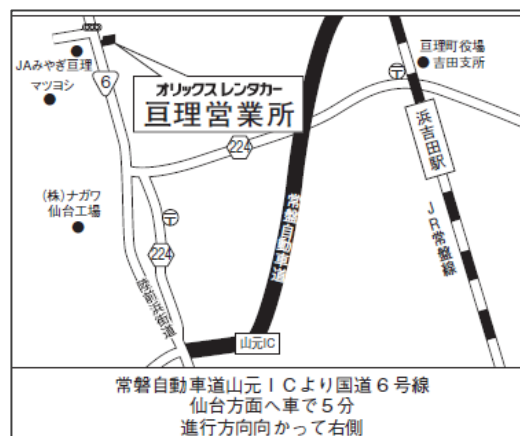 亘理町役場
吉田支所
JAみやぎ亘理
マツヨシ
6
オリックスレンタカー
亘理営業所
224
浜吉田駅
(株)ナガワ
仙台工場
224
常磐自動車道
JR常磐線
陸前浜街道
山元IC
常磐自動車道山元ICより国道6号線
仙台方面へ車で5分
進行方向向かって右側